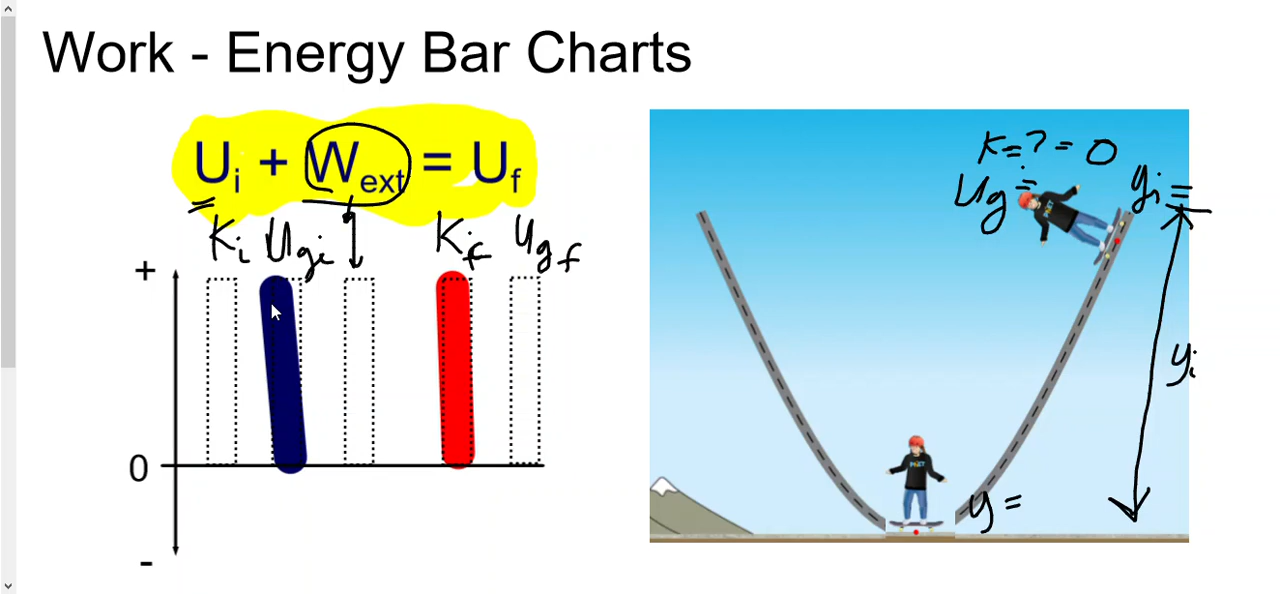 Work - Energy Bar Charts
Ui + Wext = Uf
Ki Ugi Kf Ugf
+
0
-
K = ? = 0
Ug = yi =
yi
y =